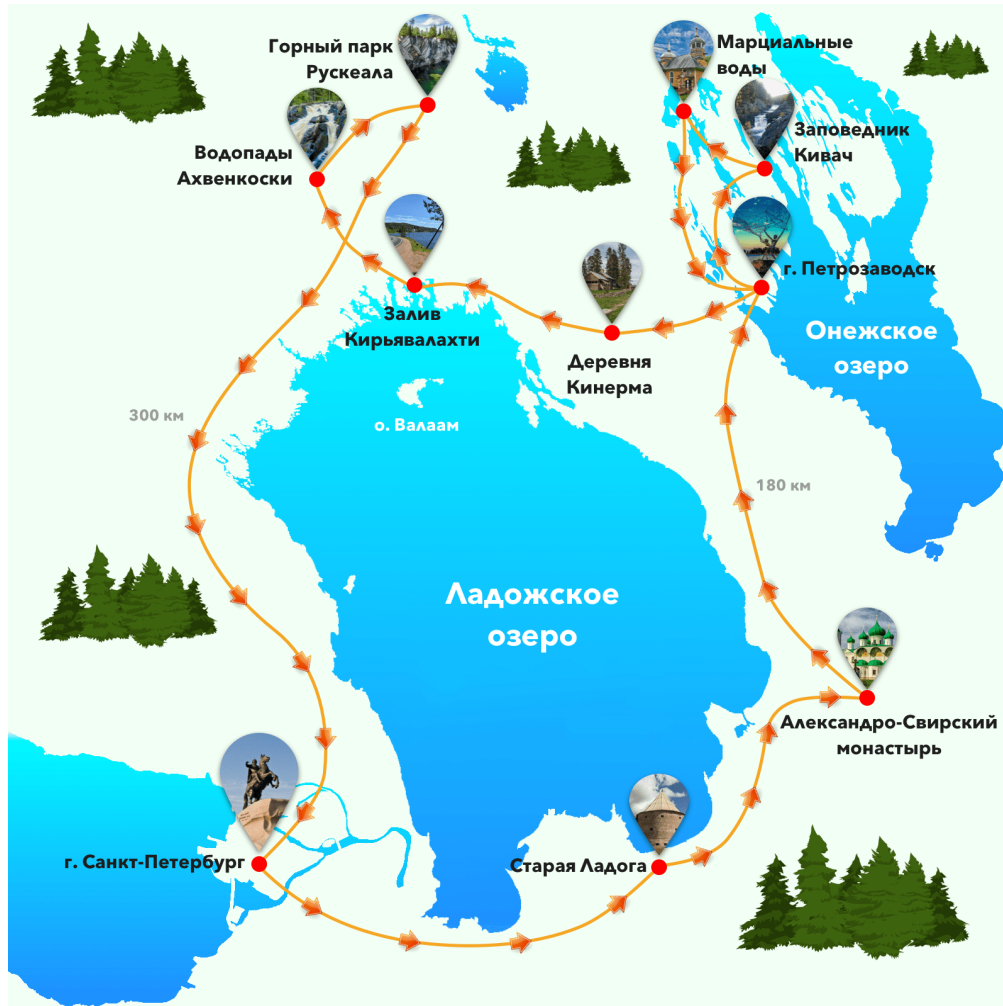 Горный парк
Рускеала
Марциальные
воды
Водопады
Ахвенкоски
Заповедник
Кивач
г. Петрозаводск
Залив
Кирьявалахти
Деревня
Кинерма
Онежское
озеро
300 км
о. Валаам
180 км
Ладожское
озеро
Александро-Свирский
монастырь
г. Санкт-Петербург
Старая Ладога